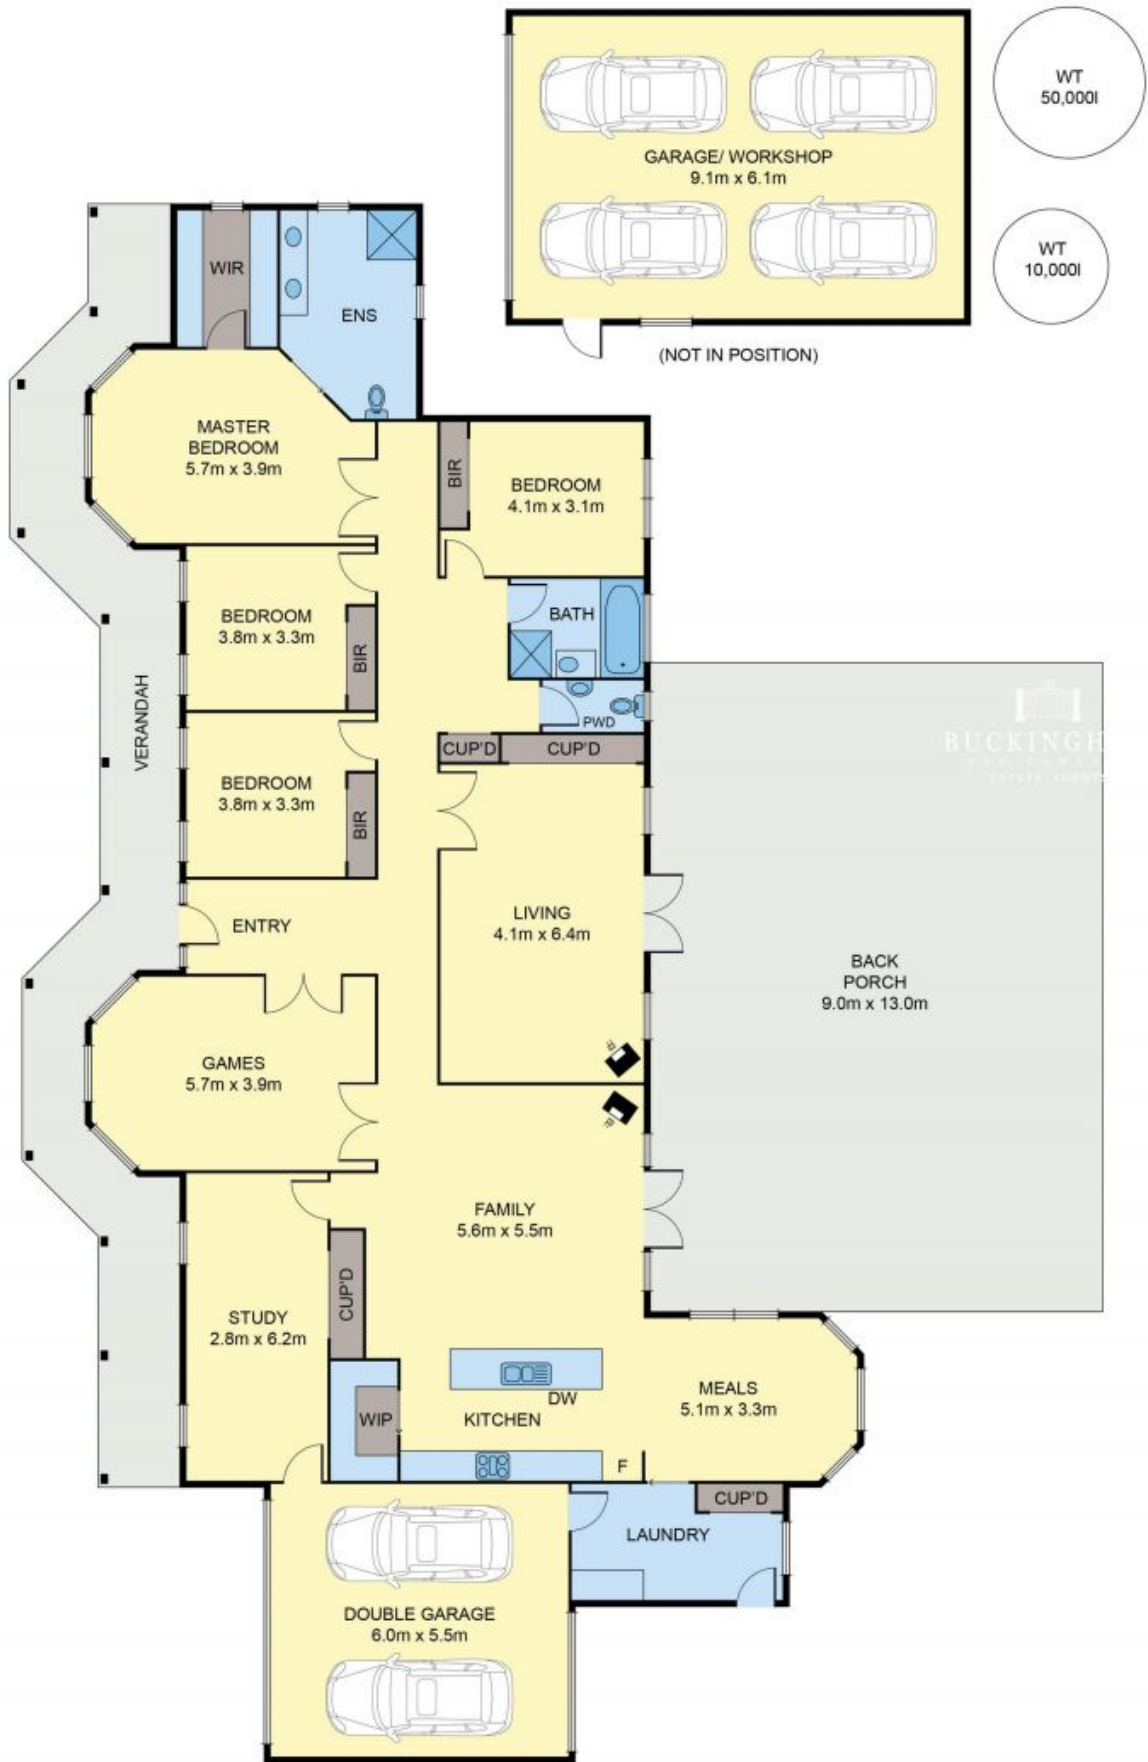 WT
50,000l
GARAGE/ WORKSHOP
9.1m x 6.1m
WT
10,000l
(NOT IN POSITION)
WIR
ENS
MASTER
BEDROOM
5.7m x 3.9m
BIR
BEDROOM
4.1m x 3.1m
BEDROOM
3.8m x 3.3m
BIR
BATH
VERANDAH
PWD
BUCKINGH
ESTATE AGENT
CUP'D
CUP'D
BEDROOM
3.8m x 3.3m
BIR
ENTRY
LIVING
4.1m x 6.4m
BACK
PORCH
9.0m x 13.0m
GAMES
5.7m x 3.9m
FAMILY
5.6m x 5.5m
CUP'D
STUDY
2.8m x 6.2m
MEALS
5.1m x 3.3m
DW
WIP
KITCHEN
F
CUP'D
LAUNDRY
DOUBLE GARAGE
6.0m x 5.5m